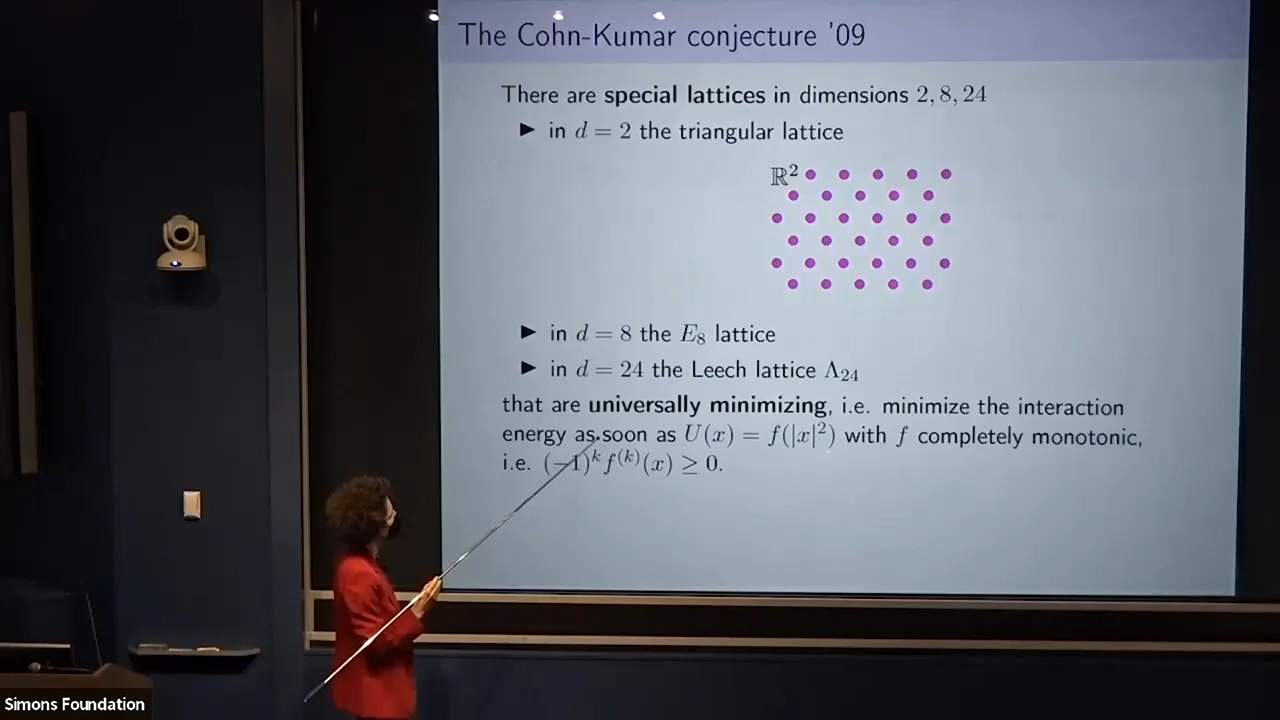 The Cohn-Kumar conjecture '09
There are special lattices in dimensions 2, 8, 24
▶ in d = 2 the triangular lattice
ℝ²
▶ in d = 8 the E₈ lattice
▶ in d = 24 the Leech lattice Λ₂₄
that are universally minimizing, i.e. minimize the interaction
energy as soon as U(x) = f(|x|²) with f completely monotonic,
i.e. (−1)ᵏf⁽ᵏ⁾(x) ≥ 0.
Simons Foundation